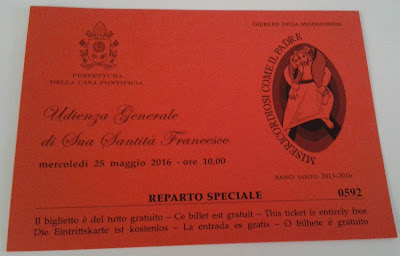 GIUBILEO DELLA MISERICORDIA
PREFETTURA
DELLA CASA PONTIFICIA
MISERICORDIOSI COME IL PADRE
Udienza Generale
di Sua Santità Francesco
mercoledì 25 maggio 2016 - ore 10,00
ANNO SANTO 2015-2016
REPARTO SPECIALE 0592
Il biglietto è del tutto gratuito – Ce billet est gratuit – This ticket is entirely free
Die Eintrittskarte ist kostenlos – La entrada es gratis – O bilhete é gratuito